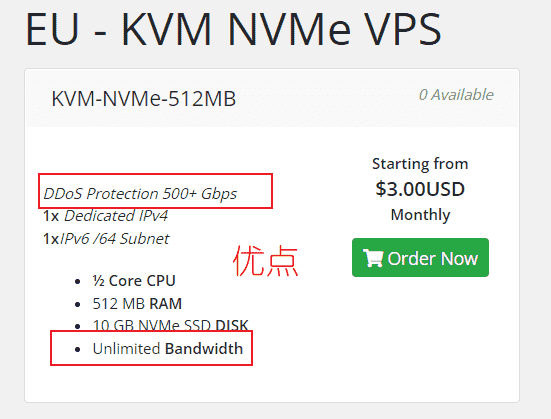 EU - KVM NVMe VPS
KVM-NVMe-512MB
0 Available
DDoS Protection 500+ Gbps
1x Dedicated IPv4
1xIPv6 /64 Subnet
优点
½ Core CPU
512 MB RAM
10 GB NVMe SSD DISK
Unlimited Bandwidth
Starting from
$3.00USD
Monthly
Order Now